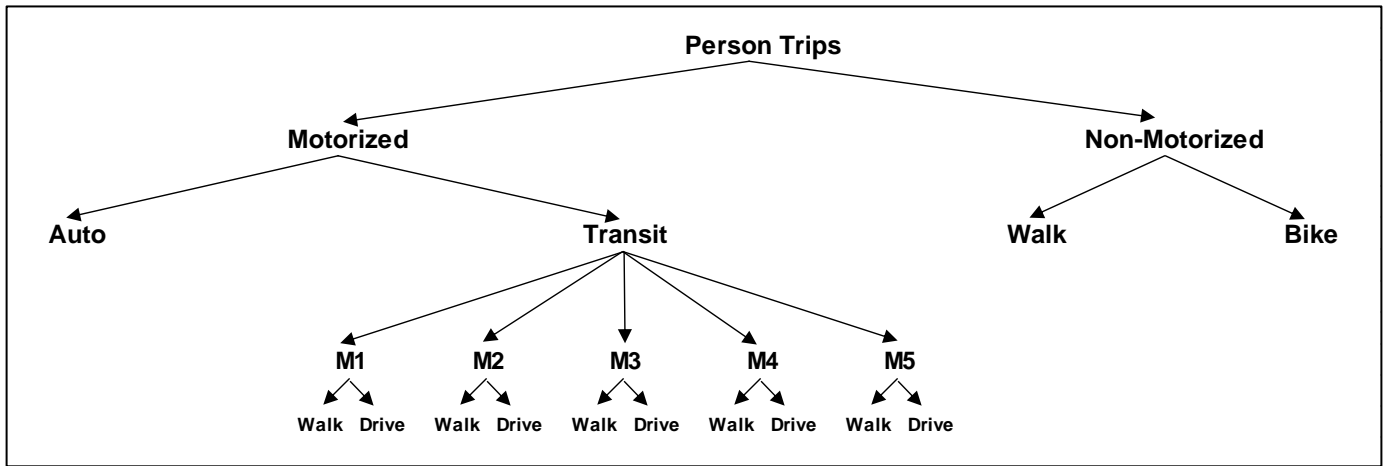 Person Trips
Motorized Non-Motorized
Auto Transit Walk Bike
M1 M2 M3 M4 M5
Walk Drive Walk Drive Walk Drive Walk Drive Walk Drive